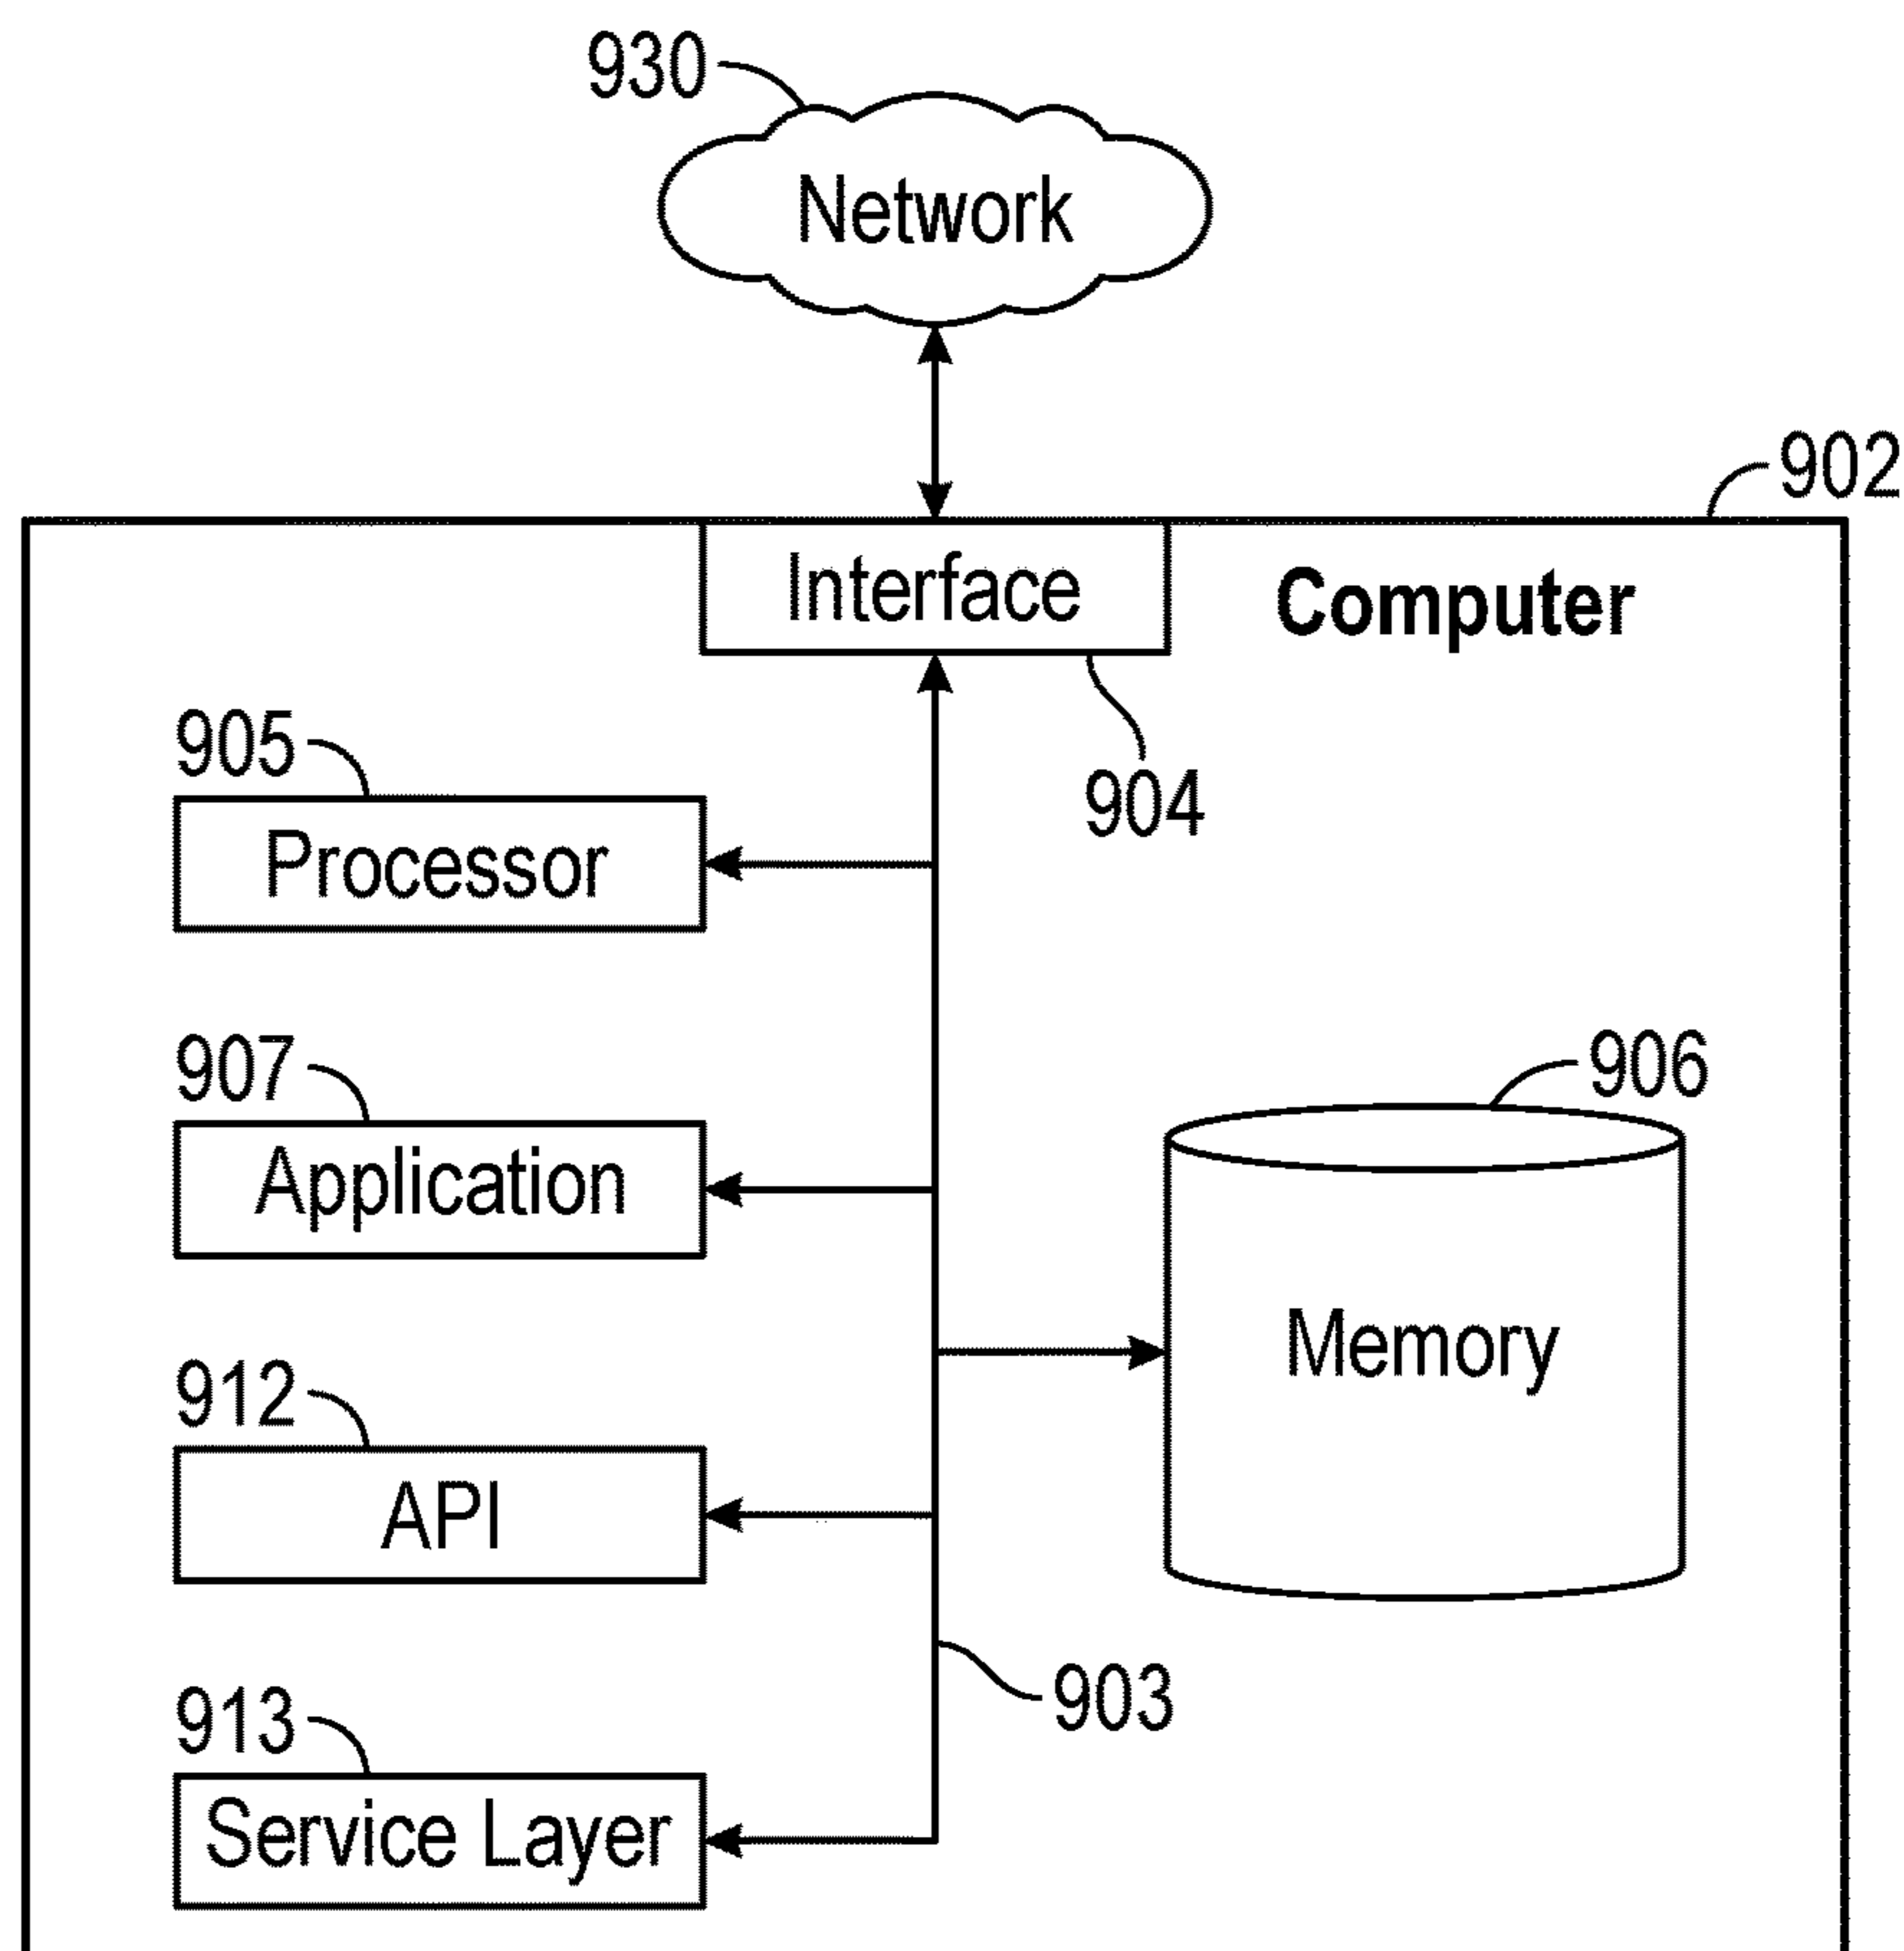 930
Network
902
Interface
Computer
905
904
Processor
907
906
Application
Memory
912
API
903
913
Service Layer